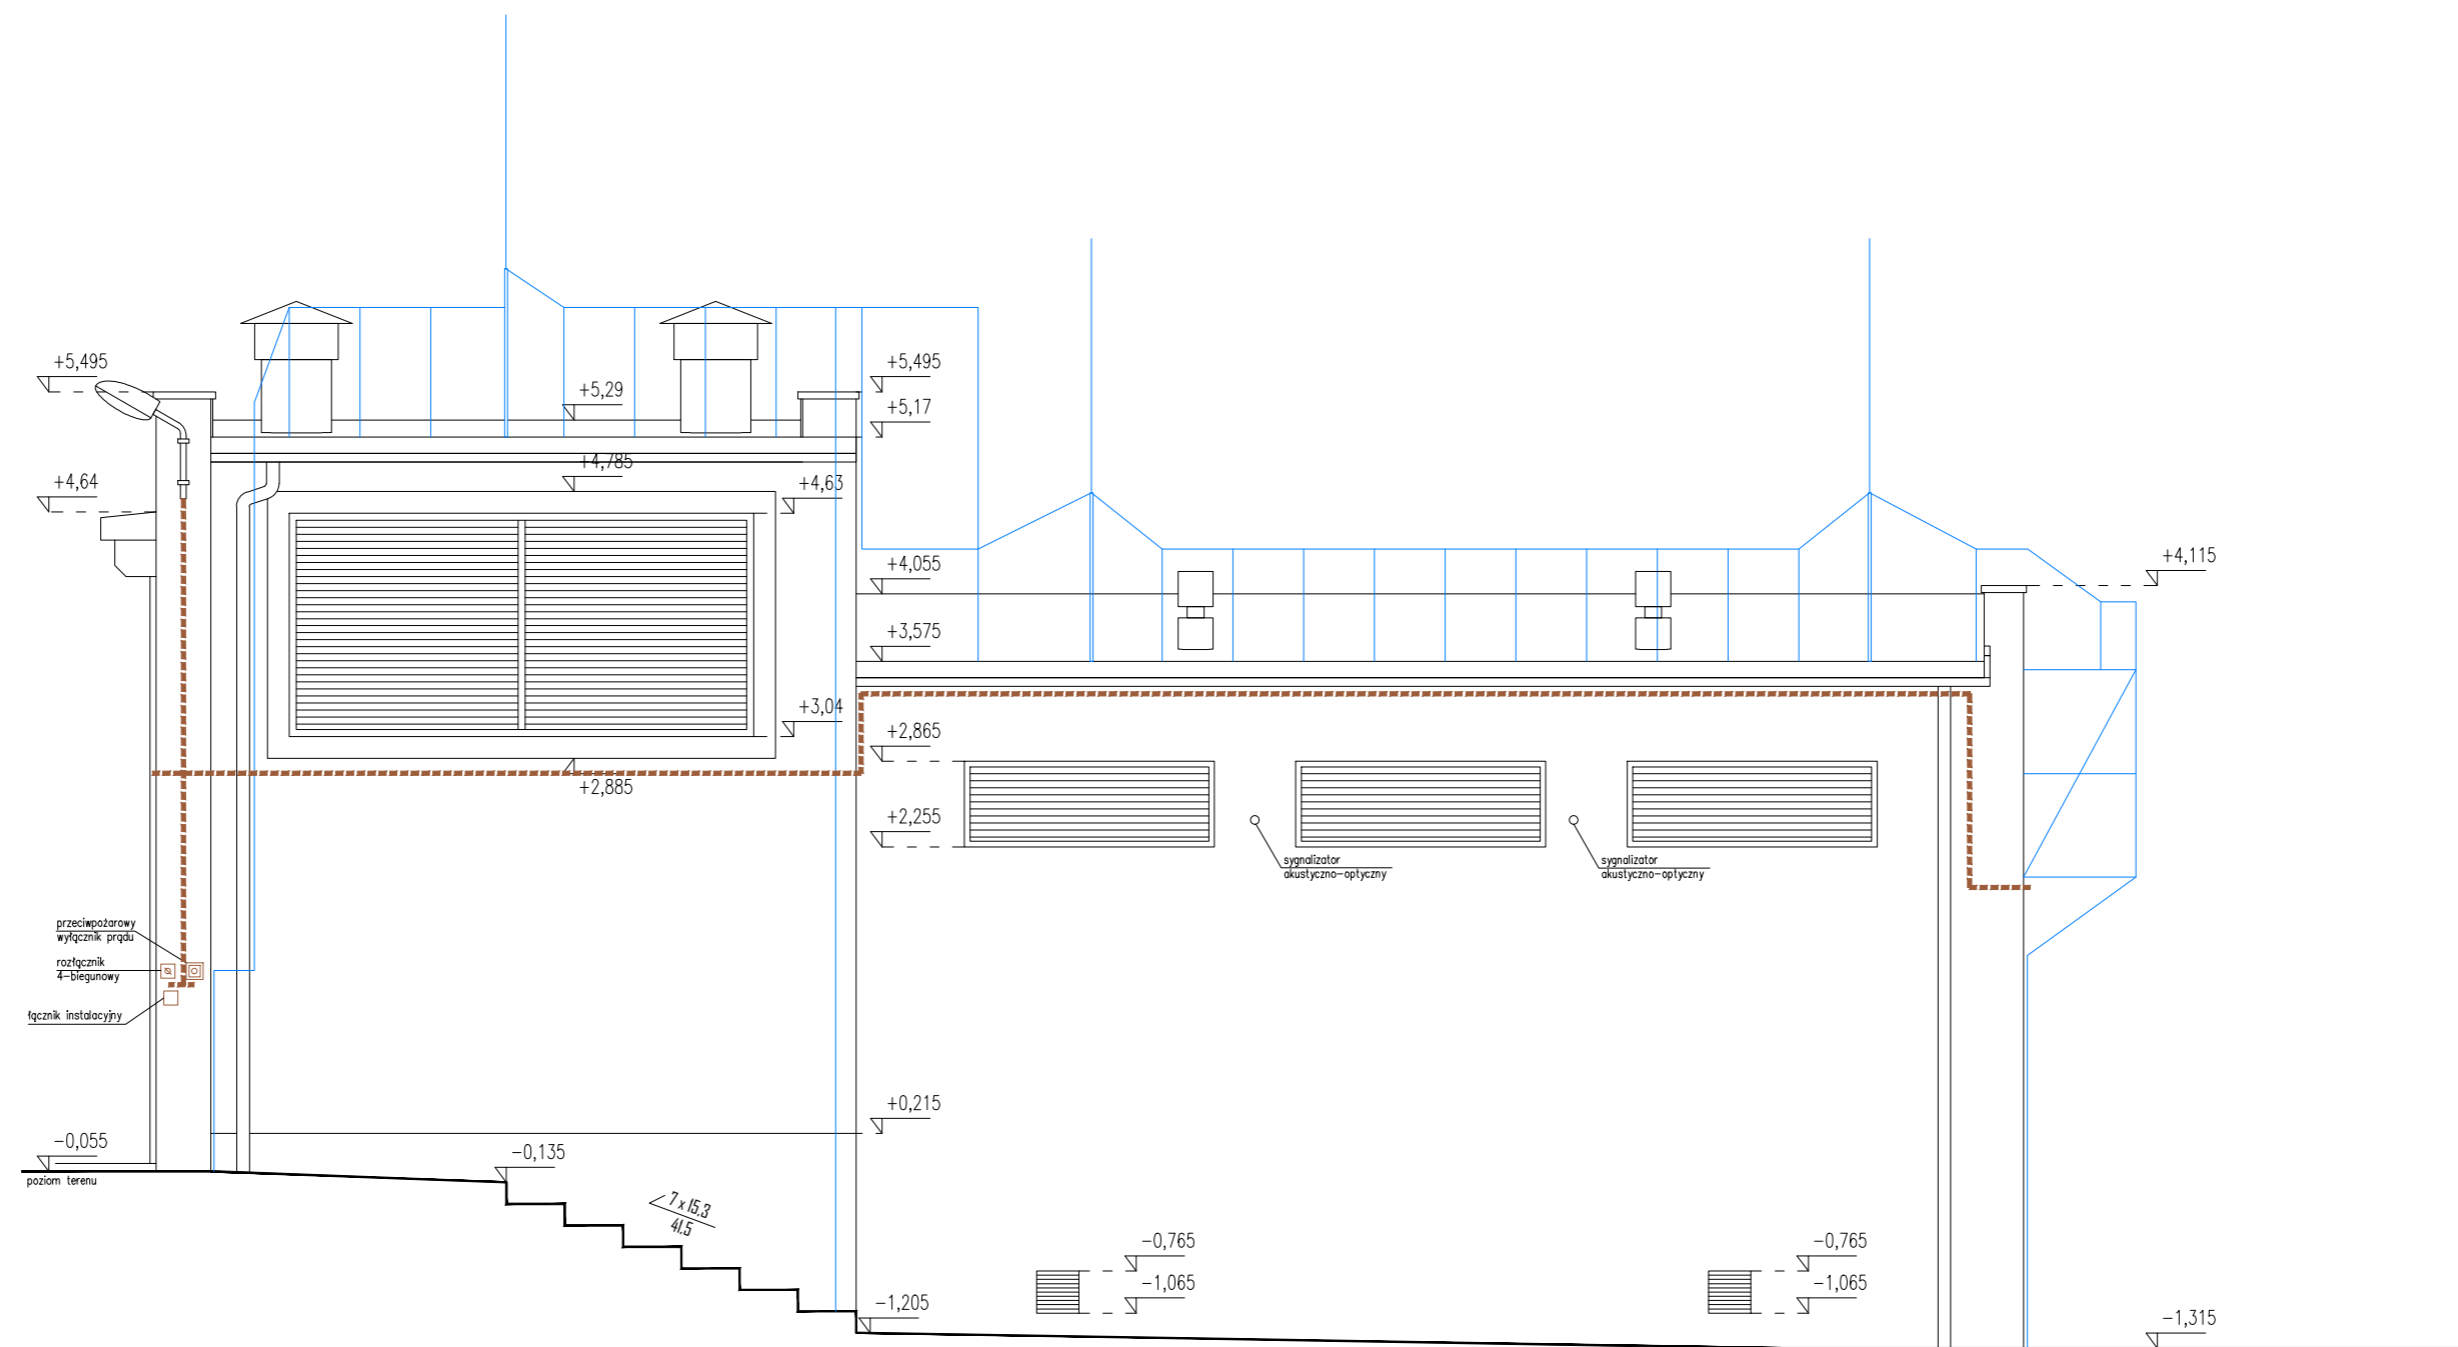 +5,495
+5,29
+5,495
+5,17
+4,64
+4,785
+4,63
+4,055
+4,115
+3,575
+3,04
+2,865
+2,885
+2,255
sygnalizator
akustyczno-optyczny
sygnalizator
akustyczno-optyczny
przeciwpożarowy
wyłącznik prądu
rozłącznik
4-biegunowy
łącznik instalacyjny
+0,215
-0,055
poziom terenu
-0,135
7 x 15,3
41.5
-0,765
-1,065
-0,765
-1,065
-1,205
-1,315